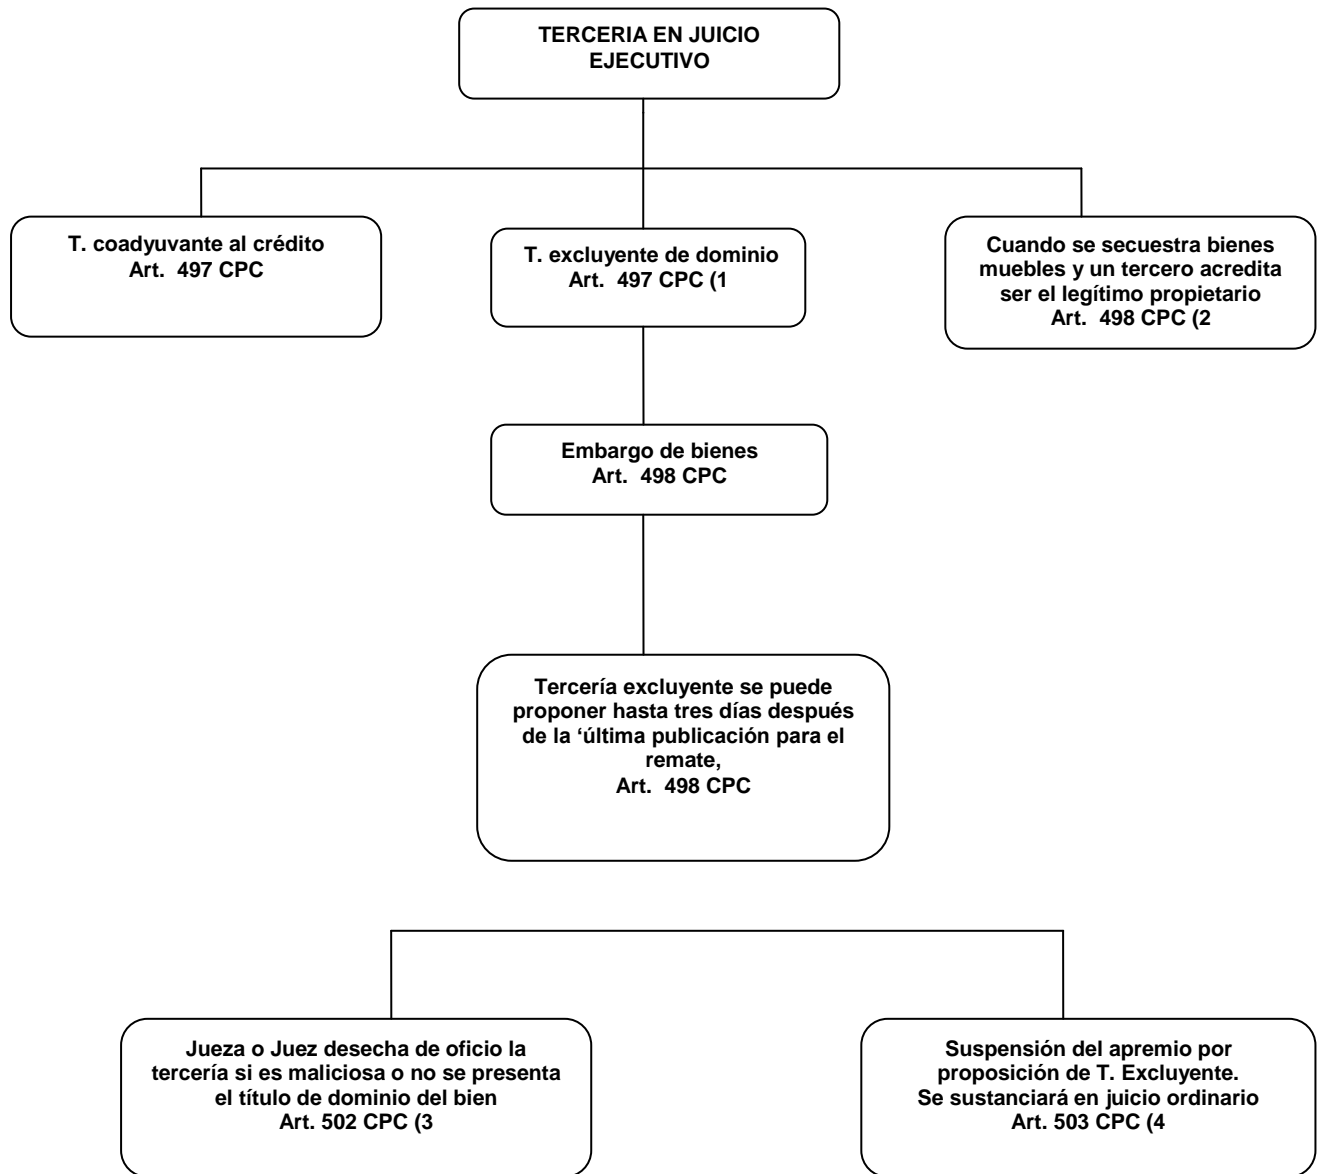 TERCERIA EN JUICIO
EJECUTIVO
T. coadyuvante al crédito
Art.  497 CPC
T. excluyente de dominio
Art.  497 CPC (1
Cuando se secuestra bienes
muebles y un tercero acredita
ser el legítimo propietario
Art.  498 CPC (2
Embargo de bienes
Art.  498 CPC
Tercería excluyente se puede
proponer hasta tres días después
de la ‘última publicación para el
remate,
Art.  498 CPC
Jueza o Juez desecha de oficio la
tercería si es maliciosa o no se presenta
el título de dominio del bien
Art. 502 CPC (3
Suspensión del apremio por
proposición de T. Excluyente.
Se sustanciará en juicio ordinario
Art. 503 CPC (4